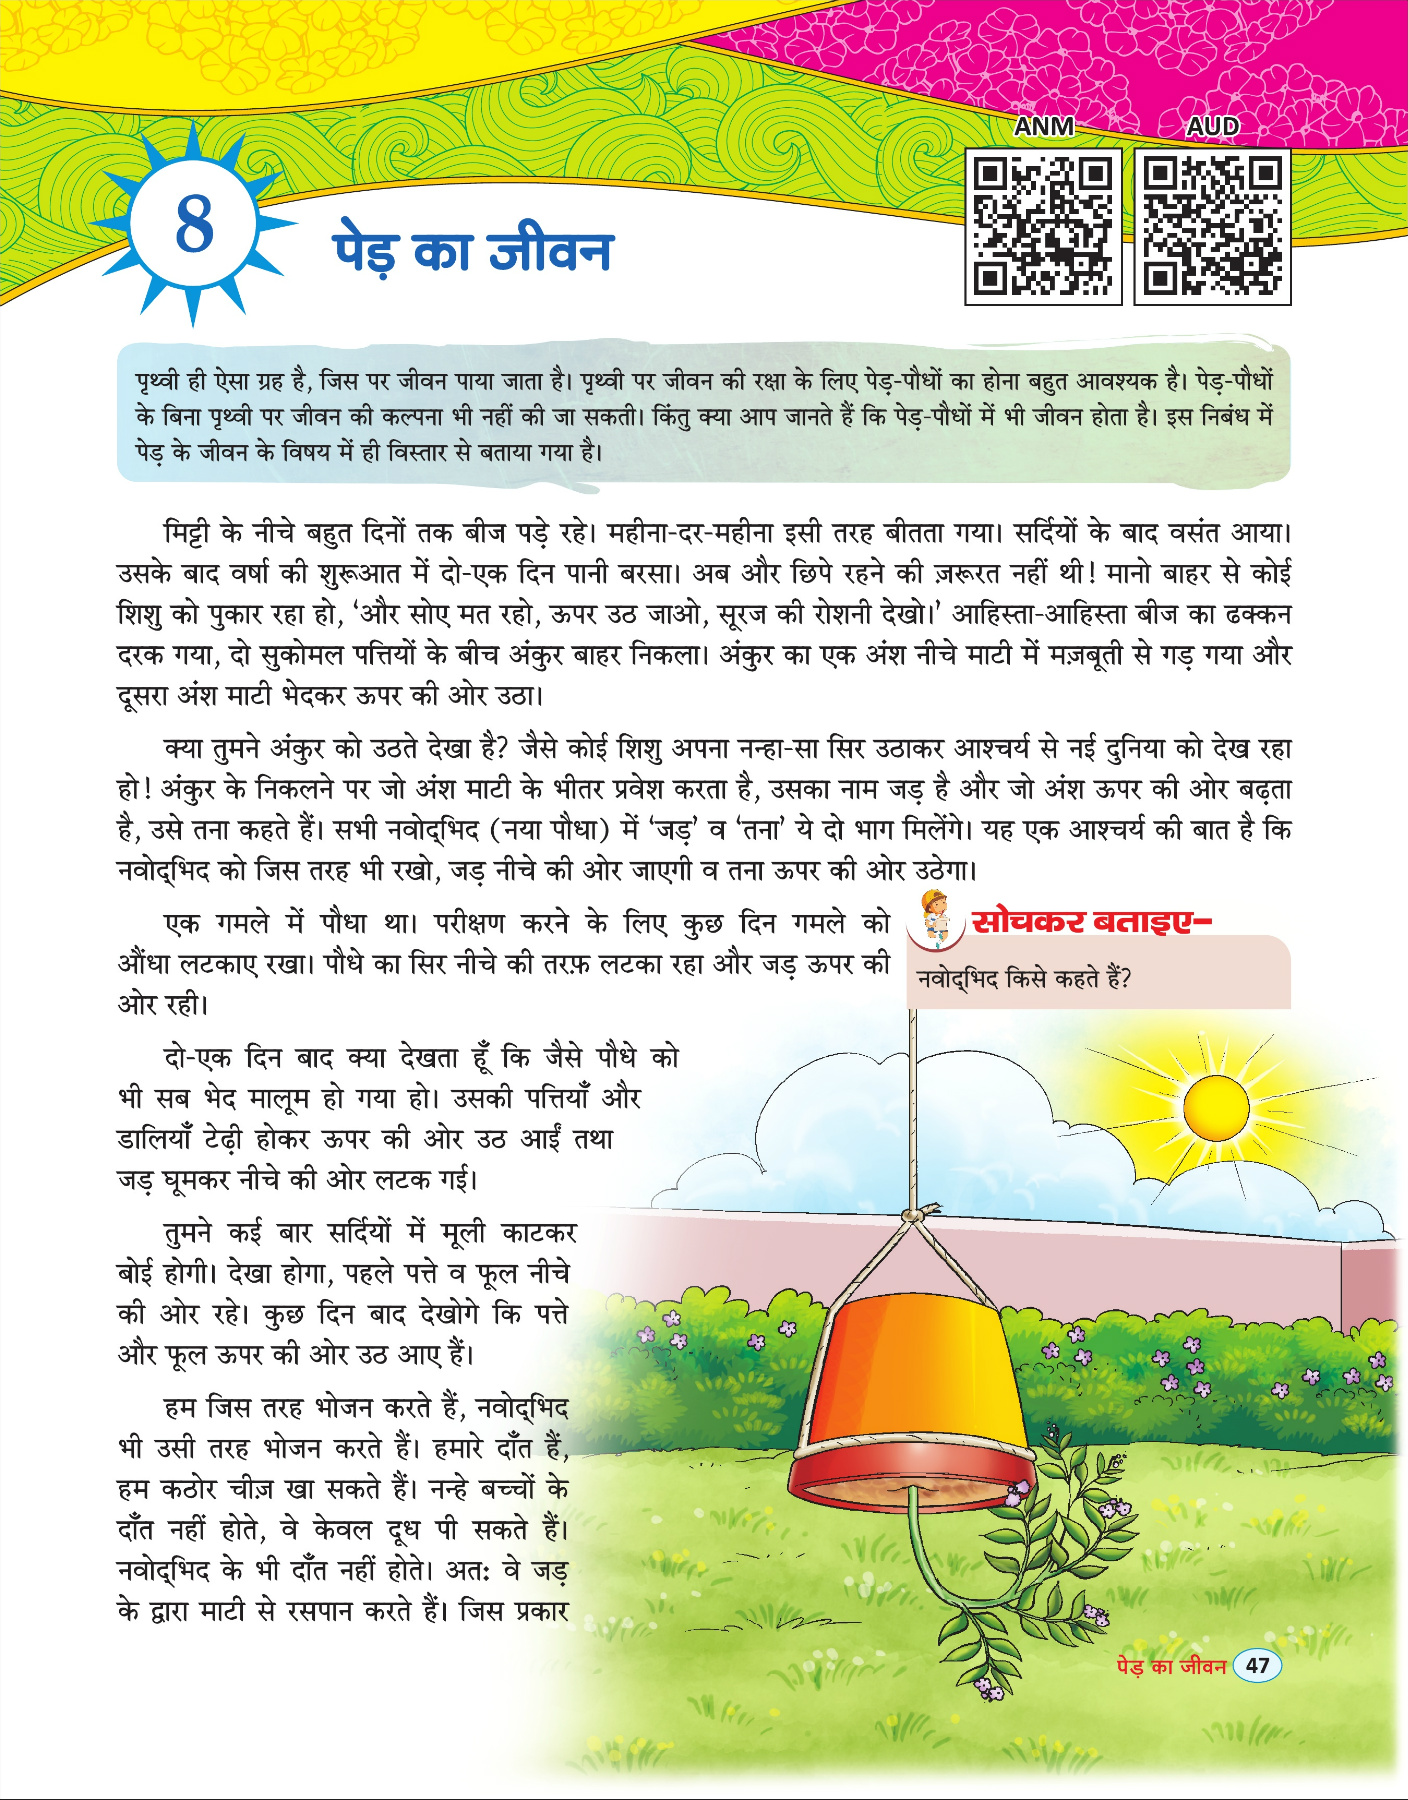 ANM
AUD
8
पेड़ का जीवन
पृथ्वी ही ऐसा ग्रह है, जिस पर जीवन पाया जाता है। पृथ्वी पर जीवन की रक्षा के लिए पेड़-पौधों का होना बहुत आवश्यक है। पेड़-पौधों
के बिना पृथ्वी पर जीवन की कल्पना भी नहीं की जा सकती। किंतु क्या आप जानते हैं कि पेड़-पौधों में भी जीवन होता है। इस निबंध में
पेड़ के जीवन के विषय में ही विस्तार से बताया गया है।
मिट्टी के नीचे बहुत दिनों तक बीज पड़े रहे। महीना-दर-महीना इसी तरह बीतता गया। सर्दियों के बाद वसंत आया।
उसके बाद वर्षा की शुरूआत में दो-एक दिन पानी बरसा। अब और छिपे रहने की ज़रूरत नहीं थी! मानो बाहर से कोई
शिशु को पुकार रहा हो, ‘और सोए मत रहो, ऊपर उठ जाओ, सूरज की रोशनी देखो।’ आहिस्ता-आहिस्ता बीज का ढक्कन
दरक गया, दो सुकोमल पत्तियों के बीच अंकुर बाहर निकला। अंकुर का एक अंश नीचे माटी में मज़बूती से गड़ गया और
दूसरा अंश माटी भेदकर ऊपर की ओर उठा।
क्या तुमने अंकुर को उठते देखा है? जैसे कोई शिशु अपना नन्हा-सा सिर उठाकर आश्चर्य से नई दुनिया को देख रहा
हो! अंकुर के निकलने पर जो अंश माटी के भीतर प्रवेश करता है, उसका नाम जड़ है और जो अंश ऊपर की ओर बढ़ता
है, उसे तना कहते हैं। सभी नवोद्‌भिद (नया पौधा) में ‘जड़’ व ‘तना’ ये दो भाग मिलेंगे। यह एक आश्चर्य की बात है कि
नवोद्‌भिद को जिस तरह भी रखो, जड़ नीचे की ओर जाएगी व तना ऊपर की ओर उठेगा।
एक गमले में पौधा था। परीक्षण करने के लिए कुछ दिन गमले को
औंधा लटकाए रखा। पौधे का सिर नीचे की तरफ़ लटका रहा और जड़ ऊपर की
ओर रही।
सोचकर बताइए–
नवोद्‌भिद किसे कहते हैं?
दो-एक दिन बाद क्या देखता हूँ कि जैसे पौधे को
भी सब भेद मालूम हो गया हो। उसकी पत्तियाँ और
डालियाँ टेढ़ी होकर ऊपर की ओर उठ आईं तथा
जड़ घूमकर नीचे की ओर लटक गई।
तुमने कई बार सर्दियों में मूली काटकर
बोई होगी। देखा होगा, पहले पत्ते व फूल नीचे
की ओर रहे। कुछ दिन बाद देखोगे कि पत्ते
और फूल ऊपर की ओर उठ आए हैं।
हम जिस तरह भोजन करते हैं, नवोद्‌भिद
भी उसी तरह भोजन करते हैं। हमारे दाँत हैं,
हम कठोर चीज़ खा सकते हैं। नन्हे बच्चों के
दाँत नहीं होते, वे केवल दूध पी सकते हैं।
नवोद्‌भिद के भी दाँत नहीं होते। अतः वे जड़
के द्वारा माटी से रसपान करते हैं। जिस प्रकार
पेड़ का जीवन 47